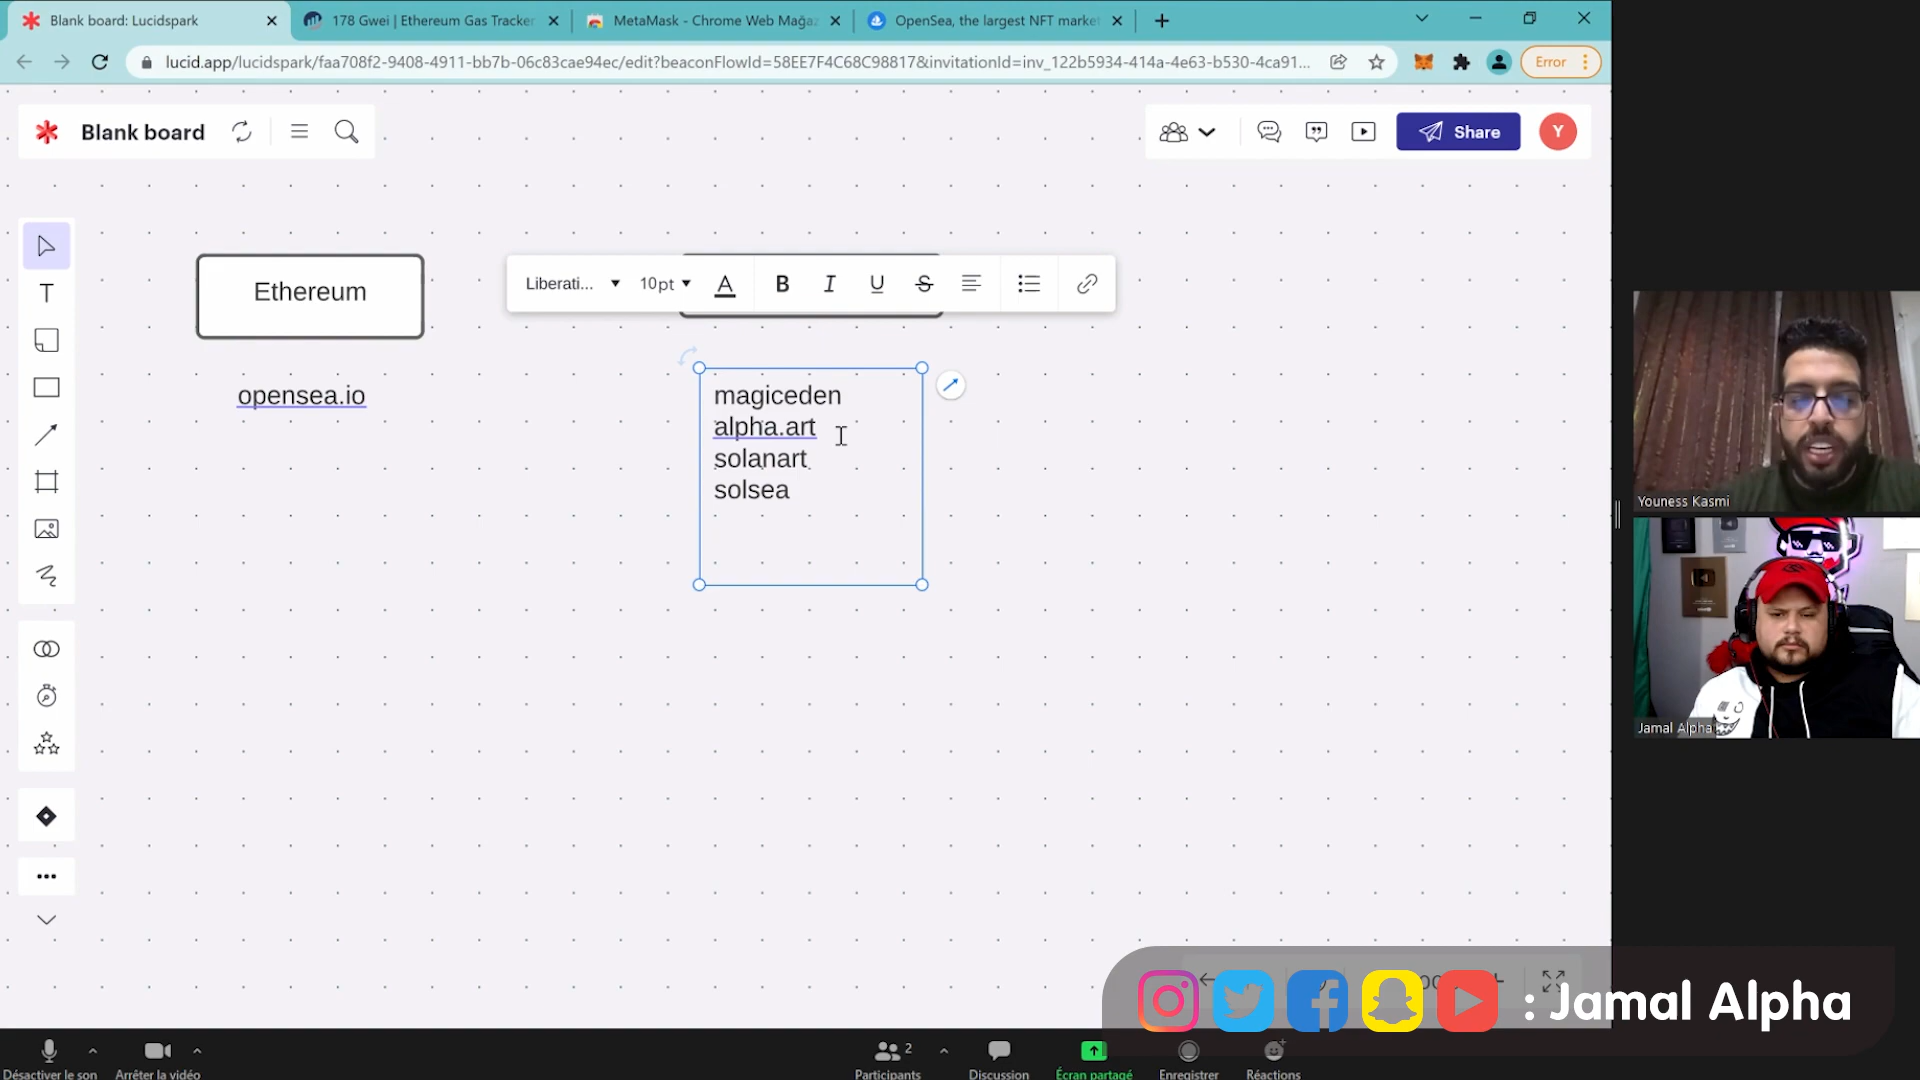 Blank board: Lucidspark
178 Gwei | Ethereum Gas Tracker
MetaMask - Chrome Web Mağaz
OpenSea, the largest NFT market
lucid.app/lucidspark/faa708f2-9408-4911-bb7b-06c83cae94ec/edit?beaconFlowId=58EE7F4C68C98817&invitationId=inv_122b5934-414a-4e63-b530-4ca91...
Error
Blank board
Share
Y
Ethereum
Liberati...
10pt
A
B
I
U
S
opensea.io
magiceden
alpha.art
solanart
solsea
T
Youness Kasmi
Jamal Alpha
: Jamal Alpha
2
Désactiver le son
Arrêter la vidéo
Participants
Discussion
Écran partagé
Enregistrer
Réactions